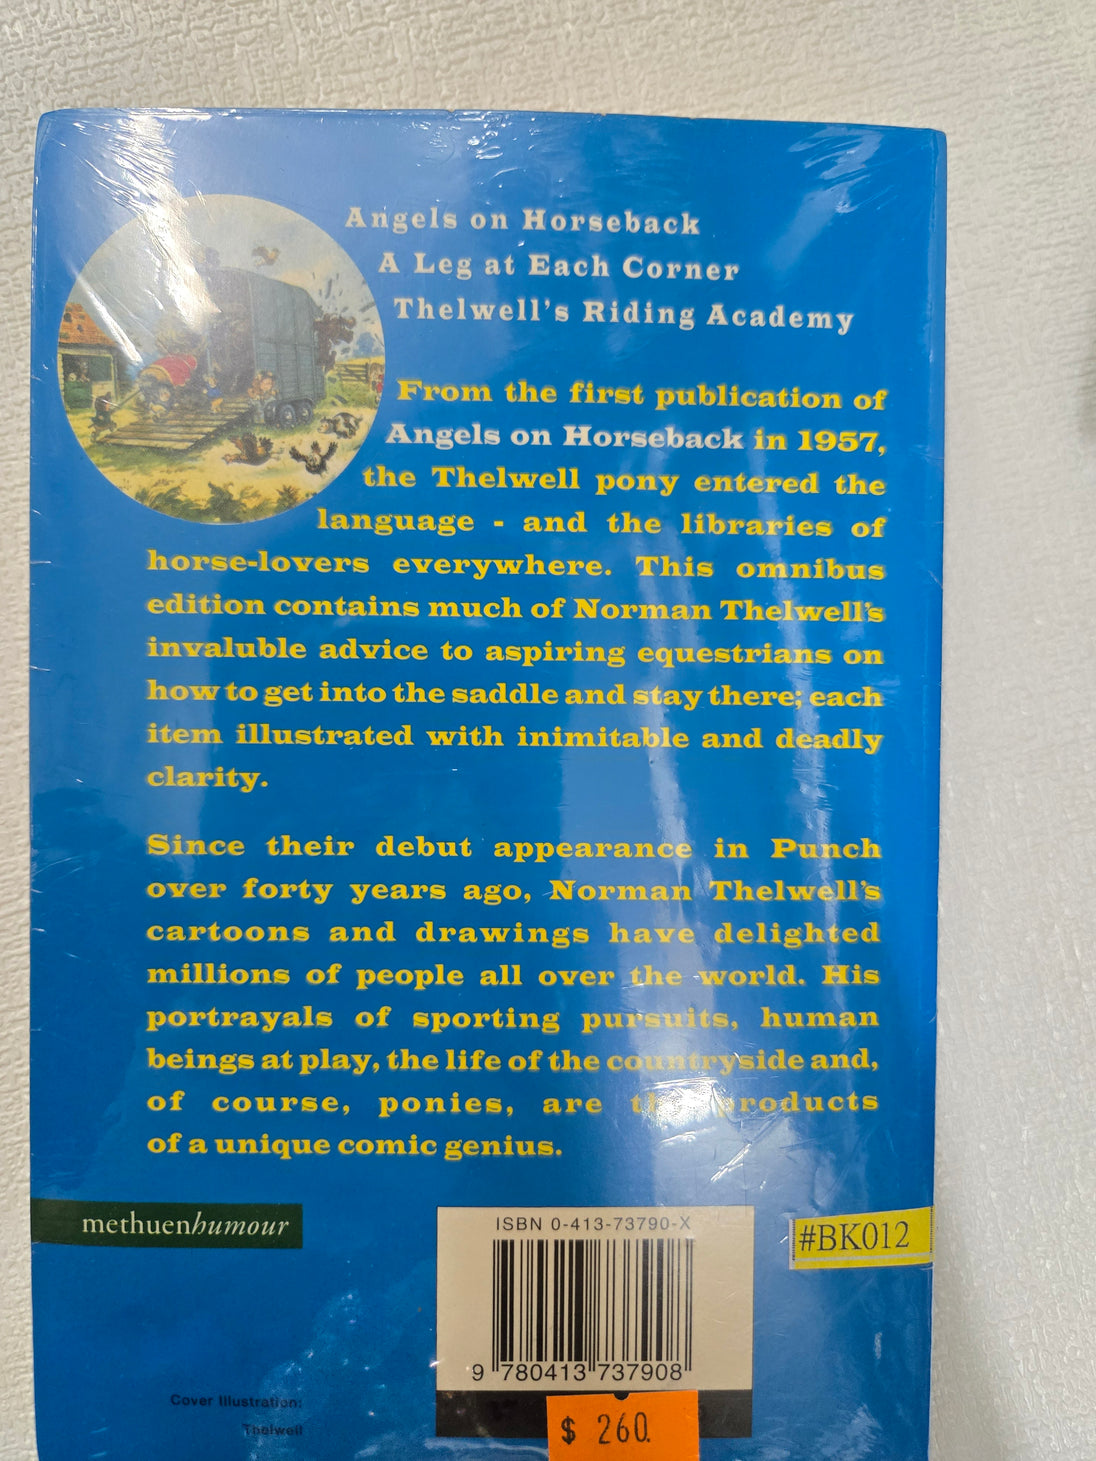 Angels on Horseback
A Leg at Each Corner
Thelwell's Riding Academy
From the first publication of
Angels on Horseback in 1957,
the Thelwell pony entered the
language - and the libraries of
horse-lovers everywhere. This omnibus
edition contains much of Norman Thelwell's
invaluble advice to aspiring equestrians on
how to get into the saddle and stay there; each
item illustrated with inimitable and deadly
clarity.
Since their debut appearance in Punch
over forty years ago, Norman Thelwell's
cartoons and drawings have delighted
millions of people all over the world. His
portrayals of sporting pursuits, human
beings at play, the life of the countryside and,
of course, ponies, are the products
of a unique comic genius.
methuenhumour
ISBN 0-413-73790-X
#BK012
9 780413 737908
Cover Illustration:
Thelwell
$ 260.